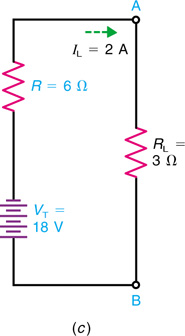 A
I_L = 2 A
R = 6 Ω
R_L =
3 Ω
V_T =
18 V
B
(c)